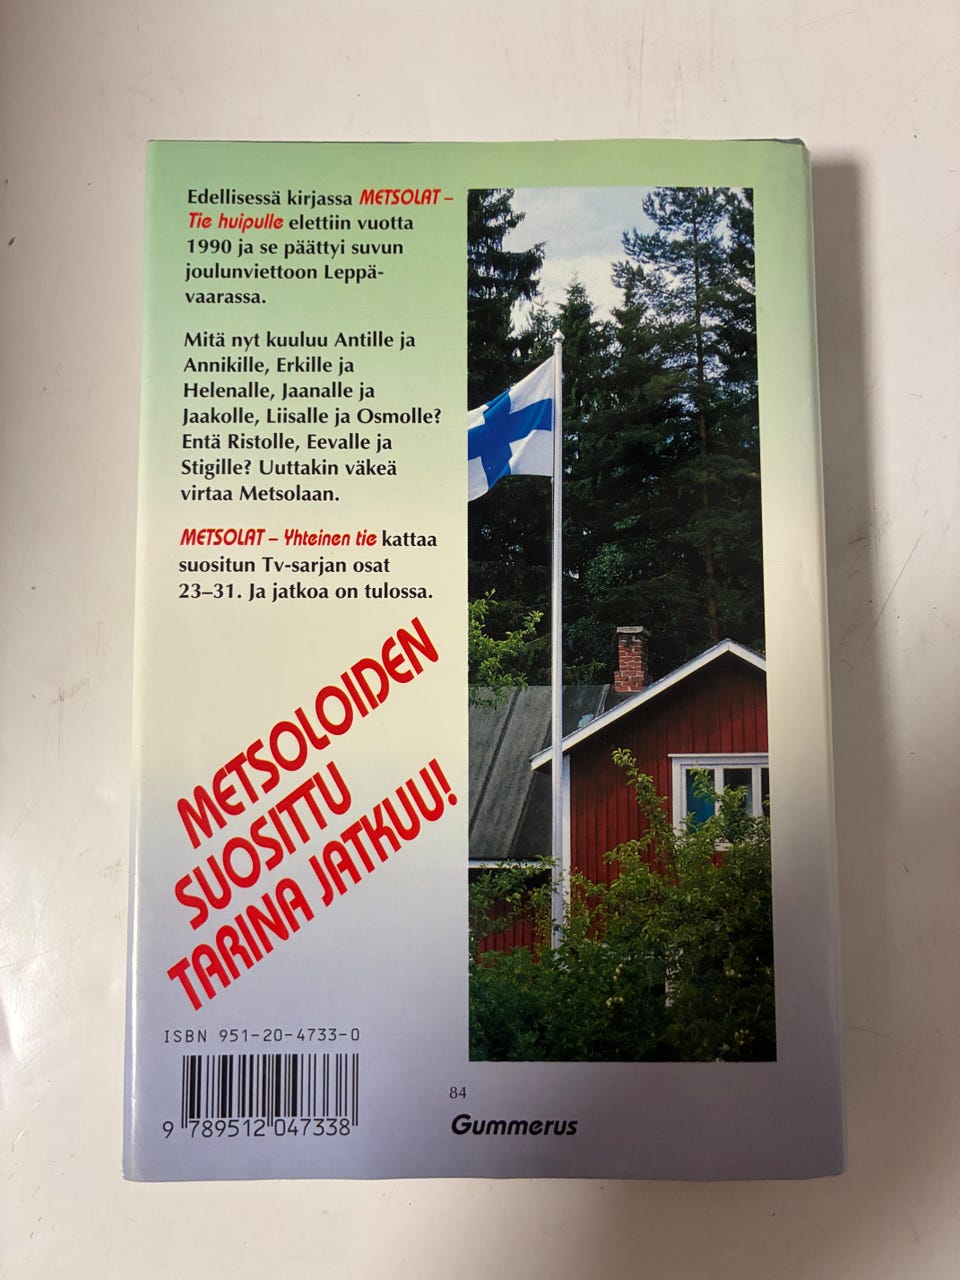 Edellisessä kirjassa METSOLAT –
Tie huipulle elettiin vuotta
1990 ja se päättyi suvun
joulunviettoon Leppä-
vaarassa.
Mitä nyt kuuluu Antille ja
Annikille, Erkille ja
Helenalle, Jaanalle ja
Jaakolle, Liisalle ja Osmolle?
Entä Ristolle, Eevalle ja
Stigille? Uuttakin väkeä
virtaa Metsolaan.
METSOLAT – Yhteinen tie kattaa
suositun Tv-sarjan osat
23–31. Ja jatkoa on tulossa.
METSOLOIDEN
SUOSITTU
TARINA JATKUU!
ISBN 951-20-4733-0
9 789512 047338
84
Gummerus